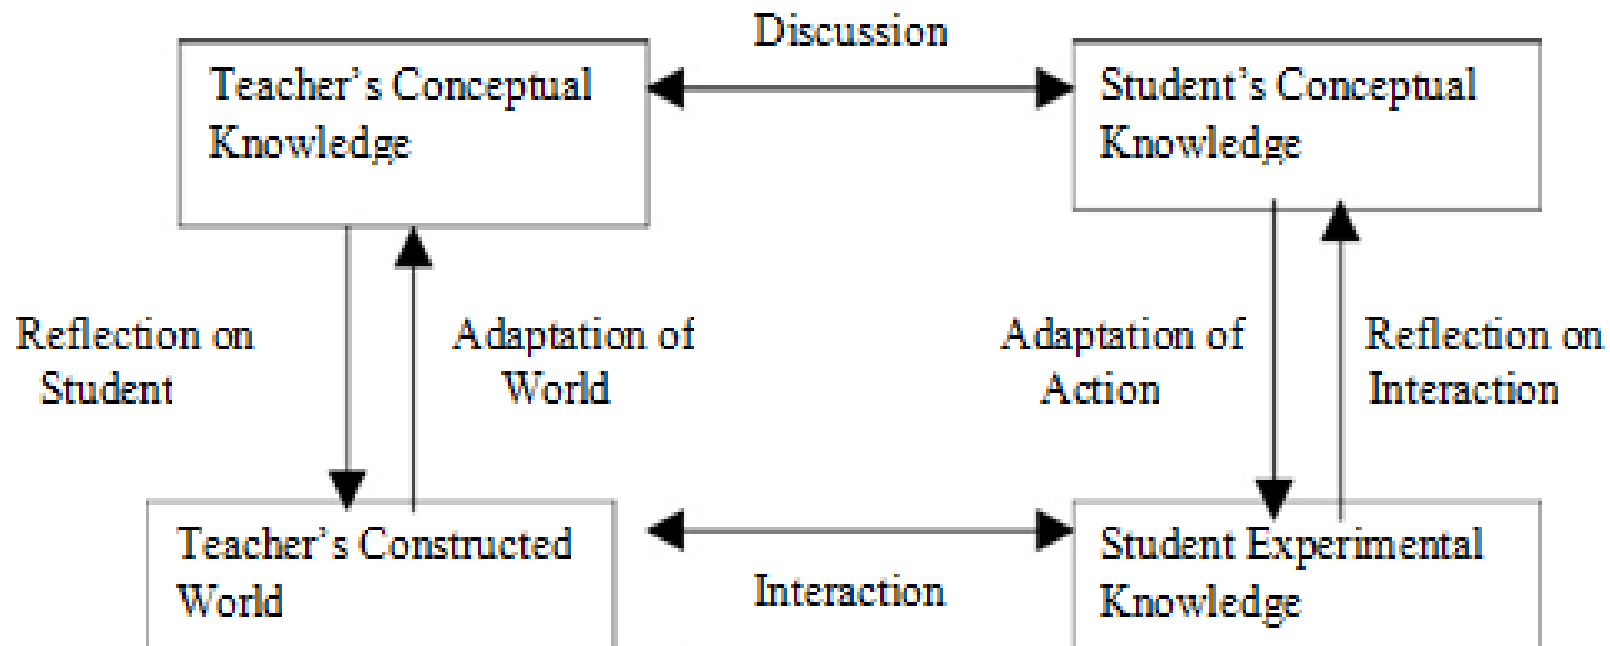 Discussion
Teacher's Conceptual
Knowledge
Student's Conceptual
Knowledge
Reflection on
Student
Adaptation of
World
Adaptation of
Action
Reflection on
Interaction
Teacher's Constructed
World
Interaction
Student Experimental
Knowledge